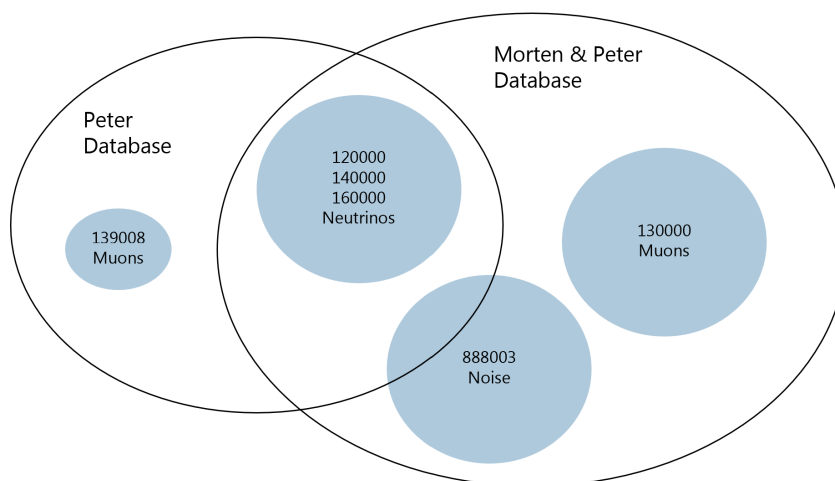 Peter
Database
Morten & Peter
Database
120000
140000
160000
Neutrinos
139008
Muons
130000
Muons
888003
Noise